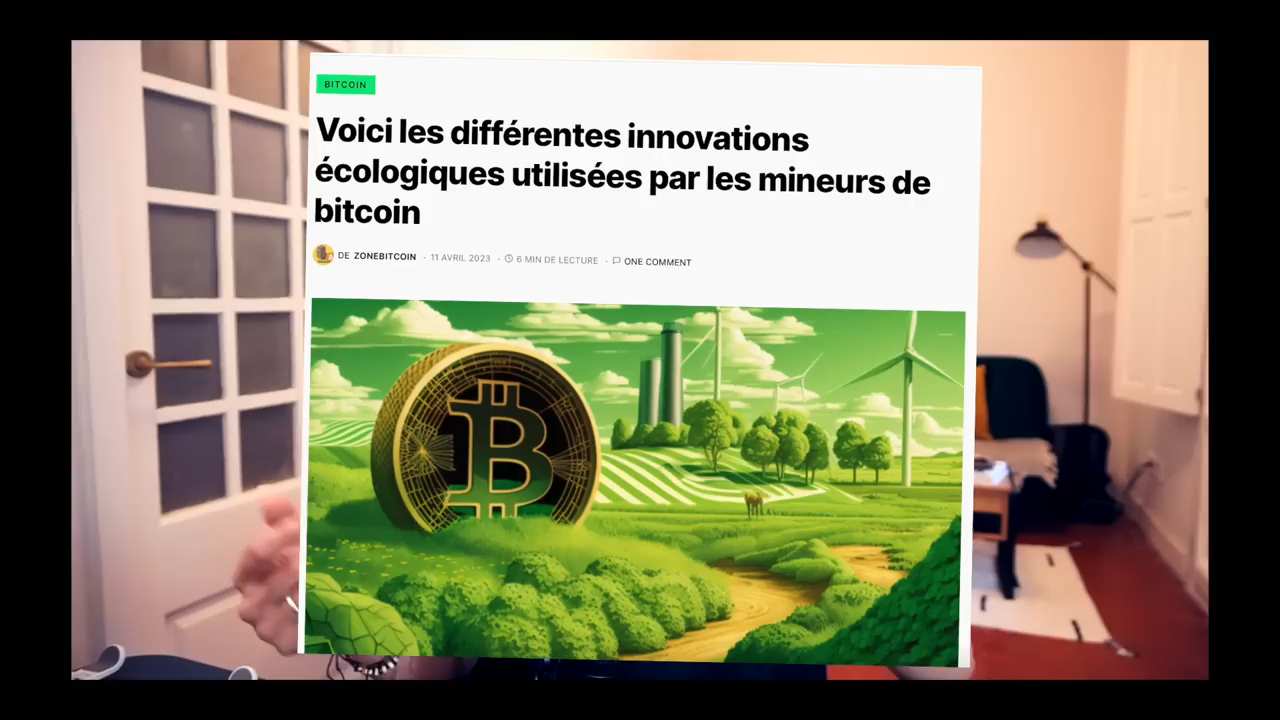 BITCOIN
Voici les différentes innovations
écologiques utilisées par les mineurs de
bitcoin
DE ZONEBITCOIN · 11 AVRIL 2023 · 6 MIN DE LECTURE · ONE COMMENT